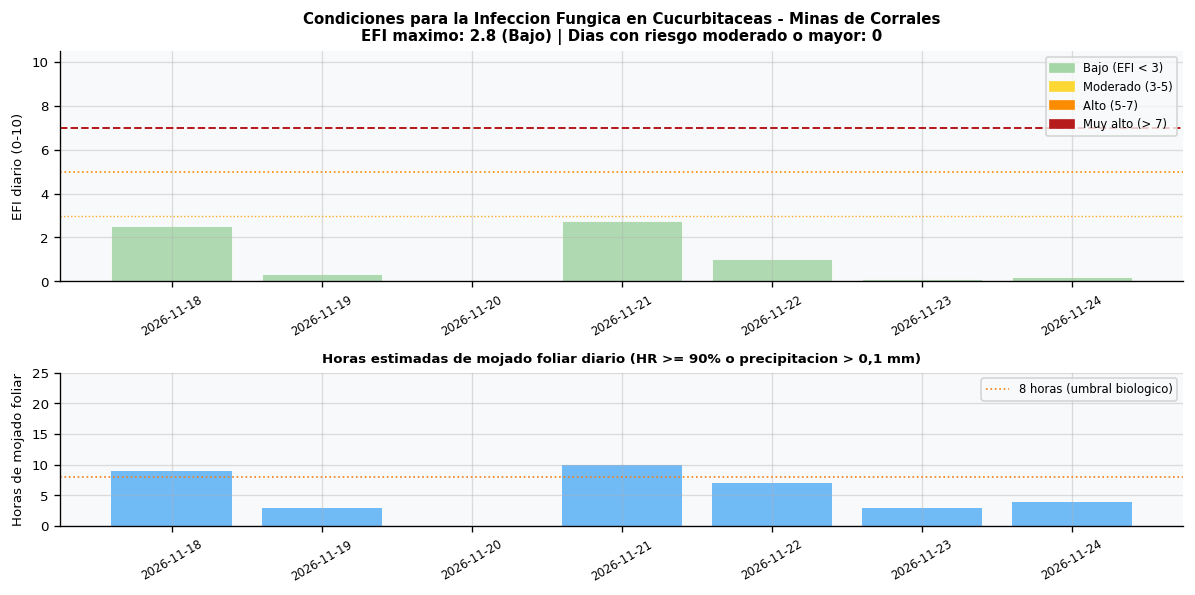 Condiciones para la Infeccion Fungica en Cucurbitaceas - Minas de Corrales
EFI maximo: 2.8 (Bajo) | Dias con riesgo moderado o mayor: 0
EFI diario (0-10)
10
8
6
4
2
0
Bajo (EFI < 3)
Moderado (3-5)
Alto (5-7)
Muy alto (> 7)
2026-11-18
2026-11-19
2026-11-20
2026-11-21
2026-11-22
2026-11-23
2026-11-24
Horas estimadas de mojado foliar diario (HR >= 90% o precipitacion > 0,1 mm)
Horas de mojado foliar
25
20
15
10
5
0
8 horas (umbral biologico)
2026-11-18
2026-11-19
2026-11-20
2026-11-21
2026-11-22
2026-11-23
2026-11-24